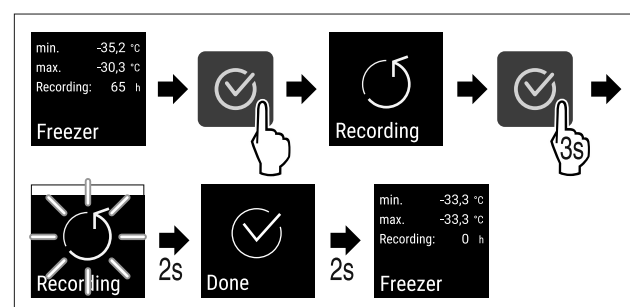 min. -35,2 °C
max. -30,3 °C
Recording: 65 h
Freezer
Recording
3s
Recording
2s
Done
2s
min. -33,3 °C
max. -33,3 °C
Recording: 0 h
Freezer